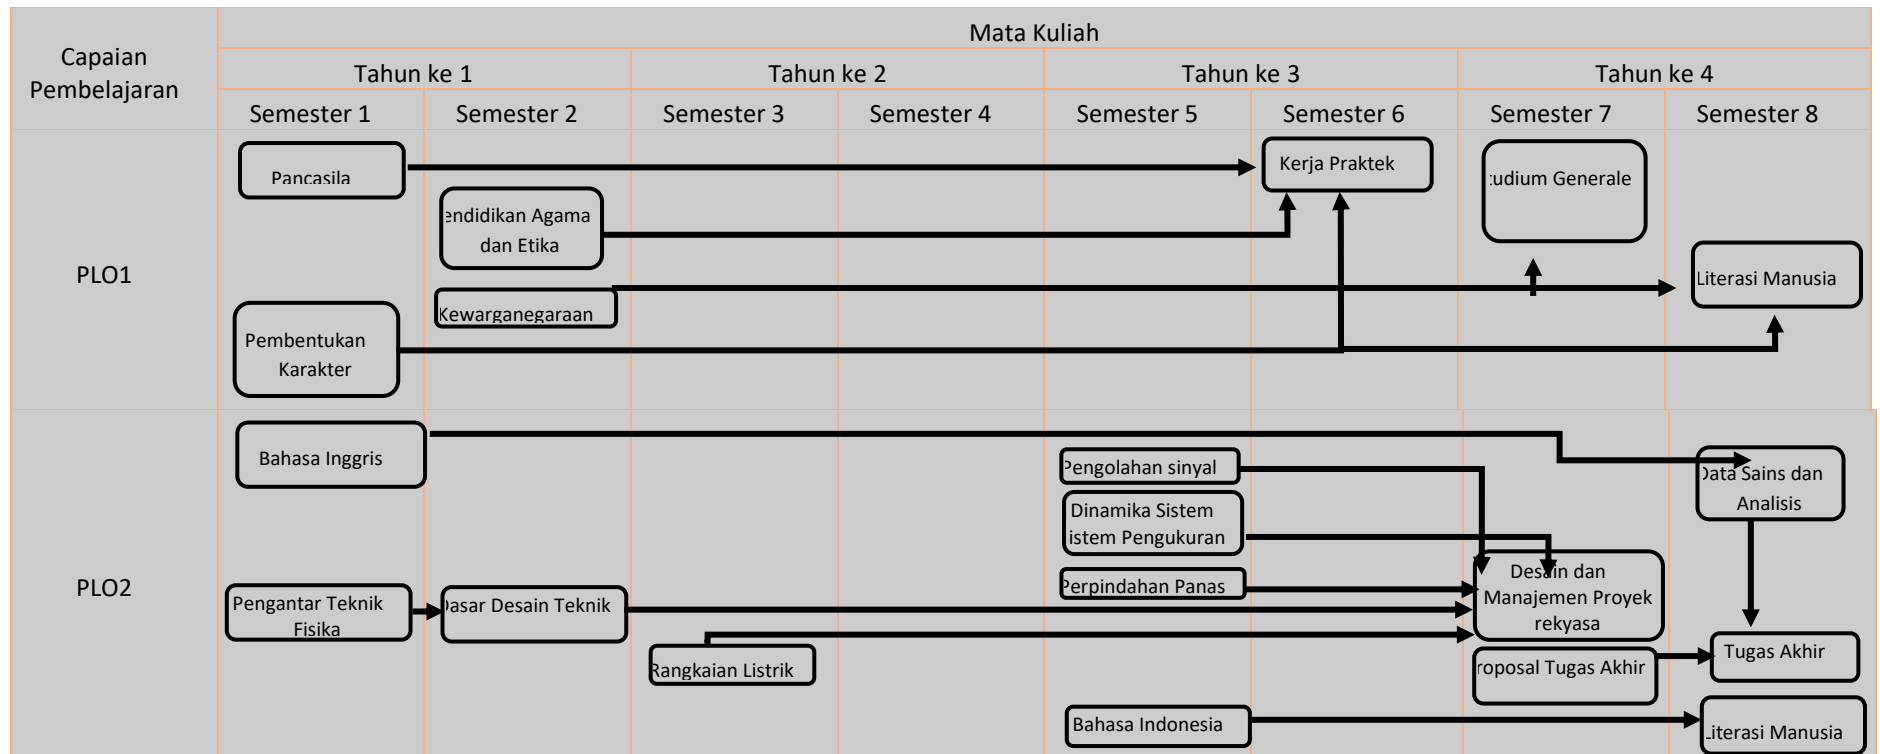 Capaian
Pembelajaran
Mata Kuliah
Tahun ke 1
Tahun ke 2
Tahun ke 3
Tahun ke 4
Semester 1
Semester 2
Semester 3
Semester 4
Semester 5
Semester 6
Semester 7
Semester 8
PLO1
Pancasila
endidikan Agama
dan Etika
Kewarganegaraan
Pembentukan
Karakter
Kerja Praktek
tudium Generale
Literasi Manusia
PLO2
Bahasa Inggris
Pengantar Teknik
Fisika
Dasar Desain Teknik
Rangkaian Listrik
Pengolahan sinyal
Dinamika Sistem
istem Pengukuran
Perpindahan Panas
Bahasa Indonesia
Desain dan
Manajemen Proyek
rekyasa
roposal Tugas Akhir
Data Sains dan
Analisis
Tugas Akhir
Literasi Manusia